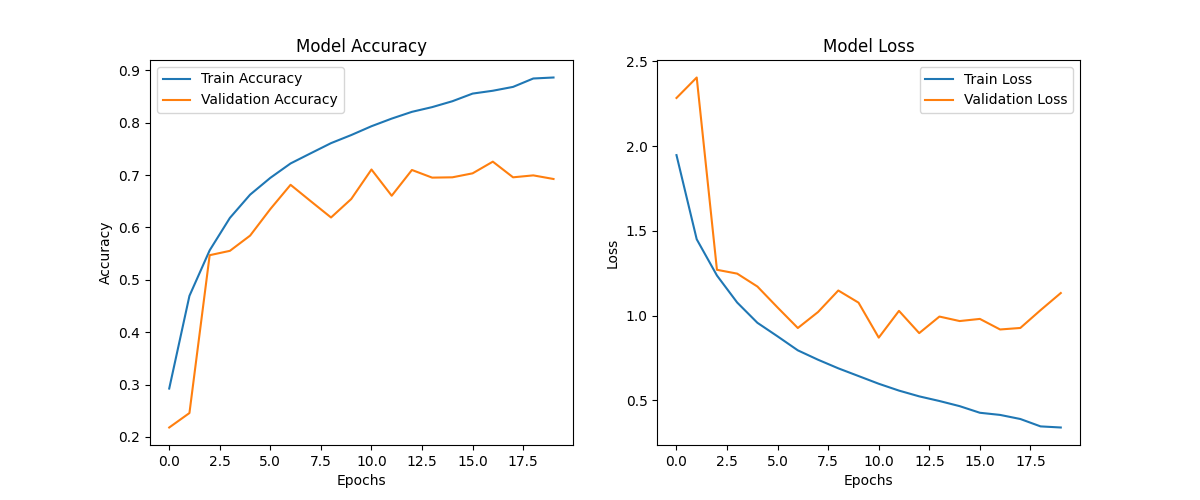 Model Accuracy
Train Accuracy
Validation Accuracy
0.9
0.8
0.7
0.6
0.5
0.4
0.3
0.2
Accuracy
0.0 2.5 5.0 7.5 10.0 12.5 15.0 17.5
Epochs
Model Loss
Train Loss
Validation Loss
2.5
2.0
1.5
1.0
0.5
Loss
0.0 2.5 5.0 7.5 10.0 12.5 15.0 17.5
Epochs